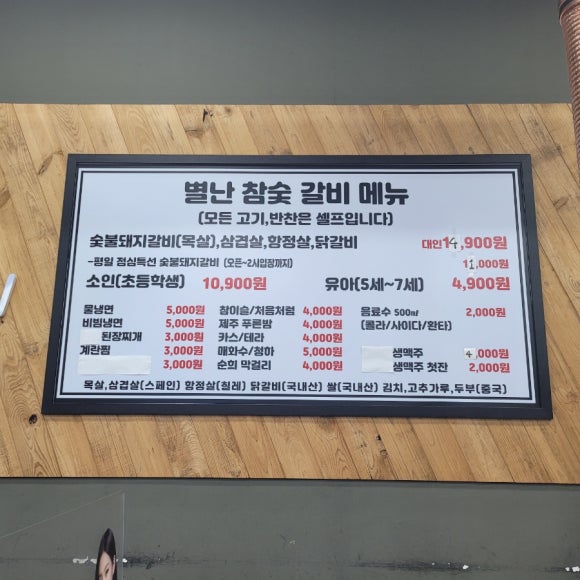 별난 참숯 갈비 메뉴
(모든 고기,반찬은 셀프입니다)
숯불돼지갈비(목살),삼겹살,항정살,닭갈비 대인14,900원
-평일 점심특선 숯불돼지갈비 (오픈~2시입장까지) 11,000원
소인(초등학생) 10,900원 유아(5세~7세) 4,900원
물냉면 5,000원 참이슬/처음처럼 4,000원 음료수 500㎖ 2,000원
비빔냉면 5,000원 제주 푸른밤 4,000원 (콜라/사이다/환타)
된장찌개 3,000원 카스/테라 4,000원
계란찜 3,000원 매화수/청하 5,000원 생맥주 4,000원
3,000원 순희 막걸리 4,000원 생맥주 첫잔 2,000원
목살,삼겹살(스페인) 항정살(칠레) 닭갈비(국내산) 쌀(국내산) 김치,고추가루,두부(중국)